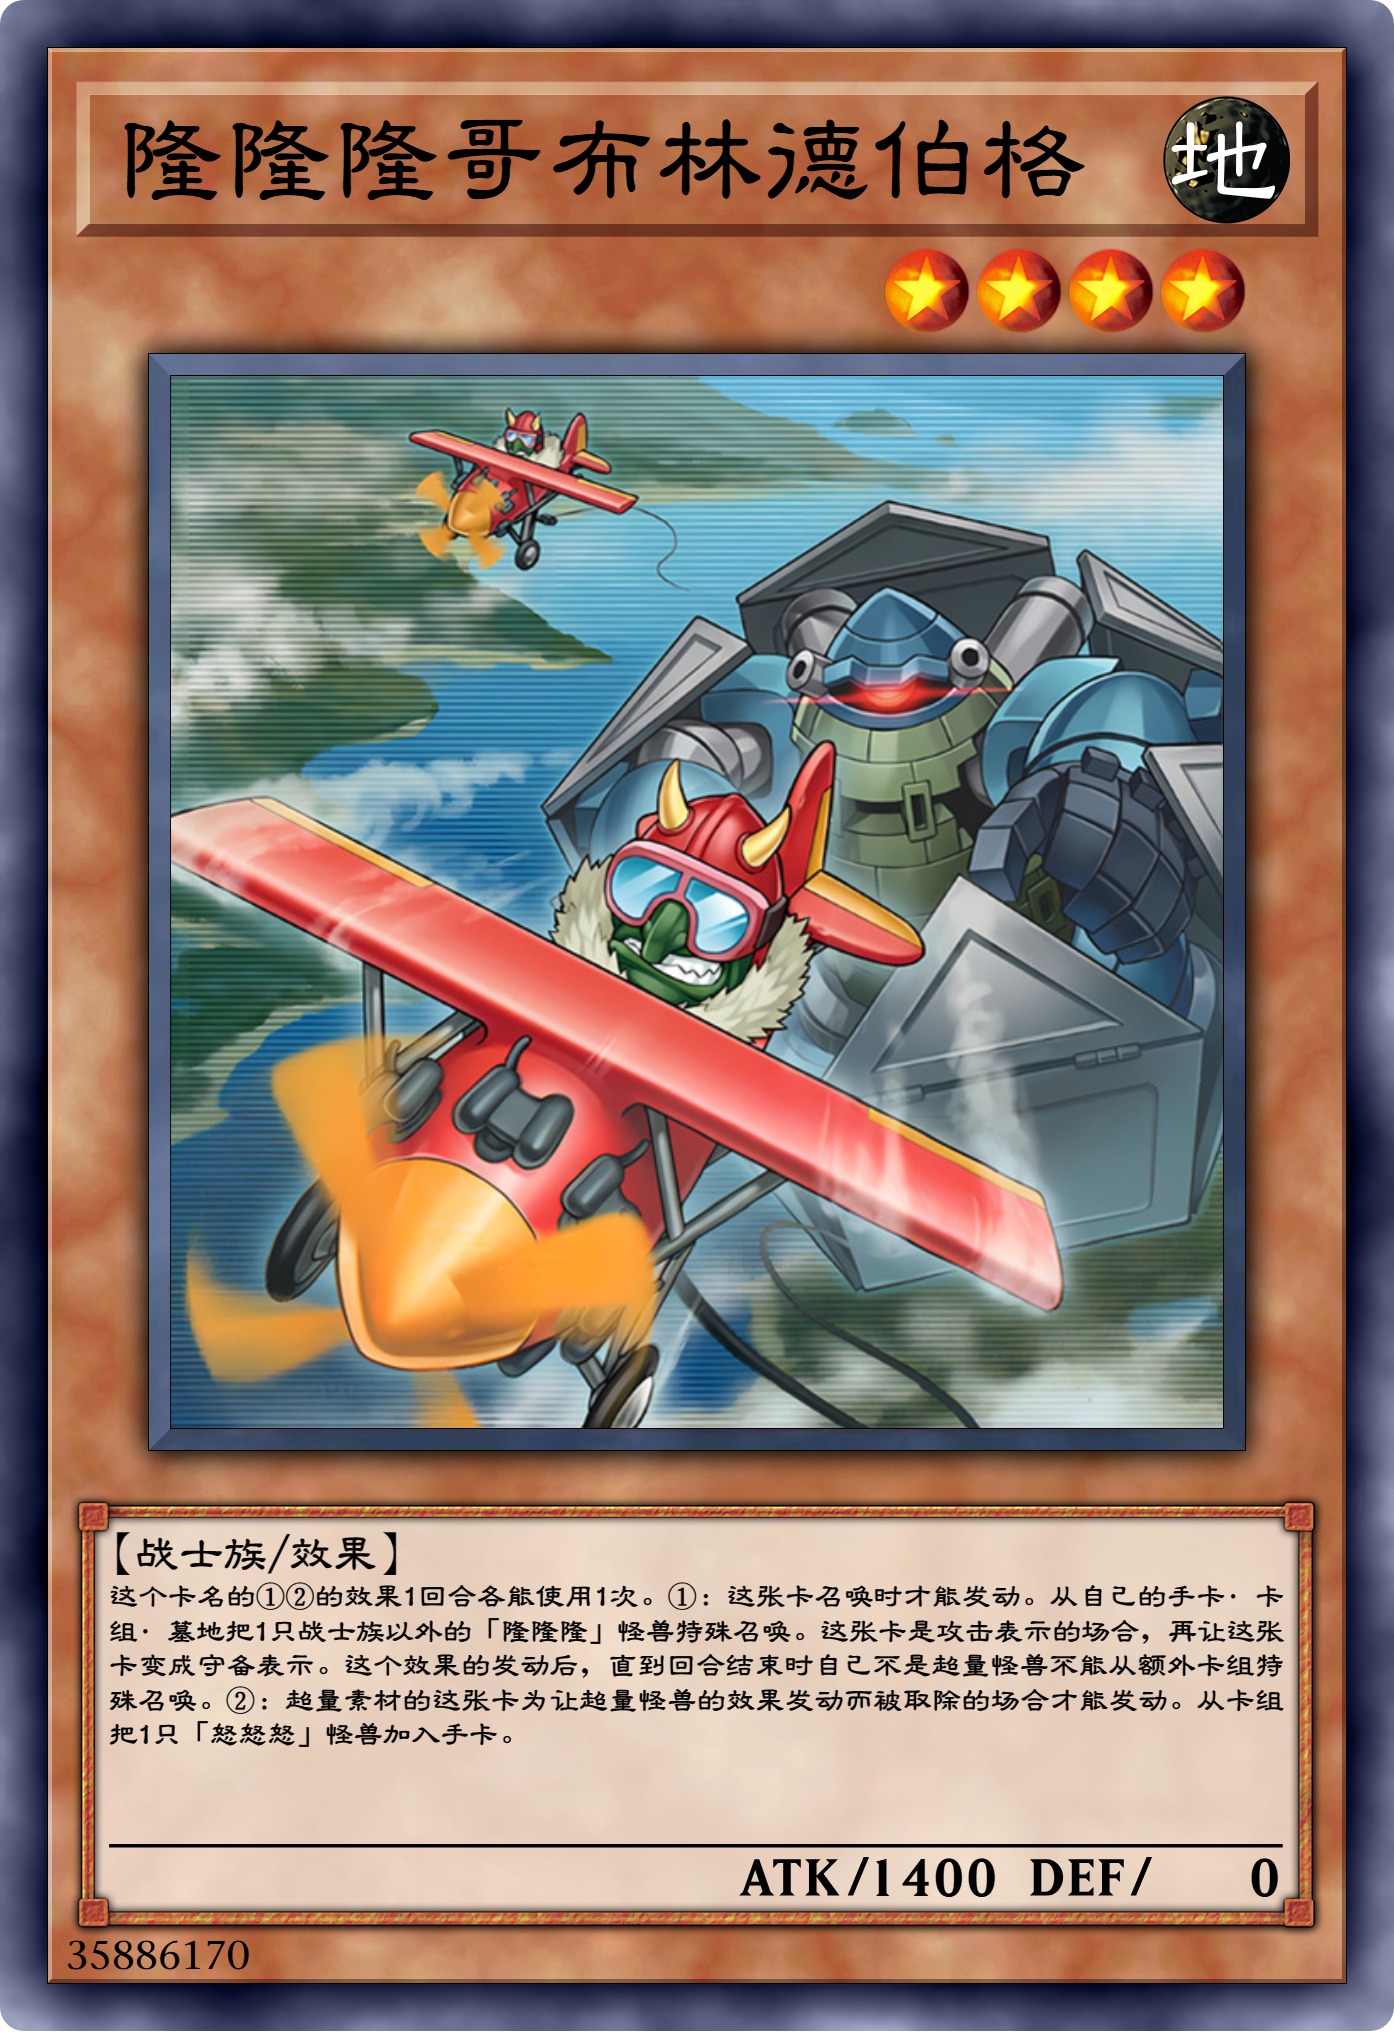 隆隆隆哥布林德伯格
地
【战士族/效果】
这个卡名的①②的效果1回合各能使用1次。①：这张卡召唤时才能发动。从自己的手卡·卡
组·墓地把1只战士族以外的「隆隆隆」怪兽特殊召唤。这张卡是攻击表示的场合，再让这张
卡变成守备表示。这个效果的发动后，直到回合结束时自己不是超量怪兽不能从额外卡组特
殊召唤。②：超量素材的这张卡为让超量怪兽的效果发动而被取除的场合才能发动。从卡组
把1只「怒怒怒」怪兽加入手卡。
ATK/1400 DEF/ 0
35886170